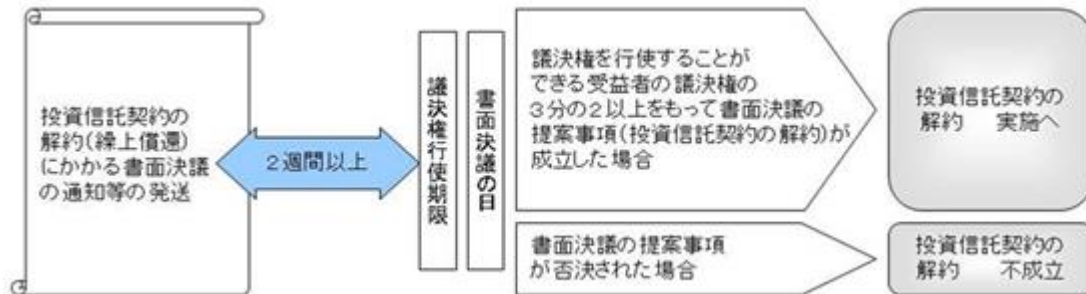 投資信託契約の
解約(繰上償還)
にかかる書面決議
の通知等の発送
2週間以上
議決権行使期限
書面決議の日
議決権を行使することが
できる受益者の議決権の
3分の2以上をもって書面決議の
提案事項(投資信託契約の解約)が
成立した場合
投資信託契約の
解約 実施へ
書面決議の提案事項
が否決された場合
投資信託契約の
解約 不成立